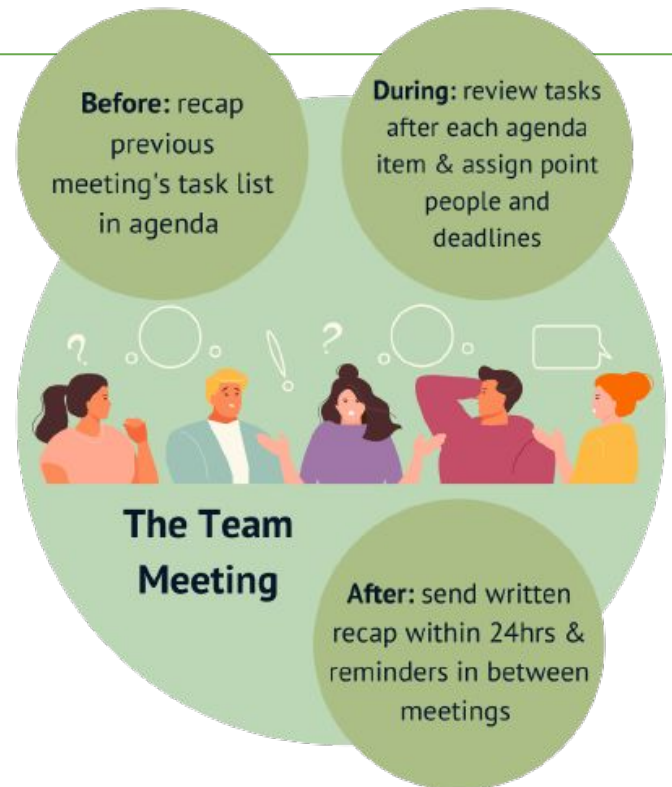 Before: recap
previous
meeting's task list
in agenda
During: review tasks
after each agenda
item & assign point
people and
deadlines
? ! ?
The Team
Meeting
After: send written
recap within 24hrs &
reminders in between
meetings